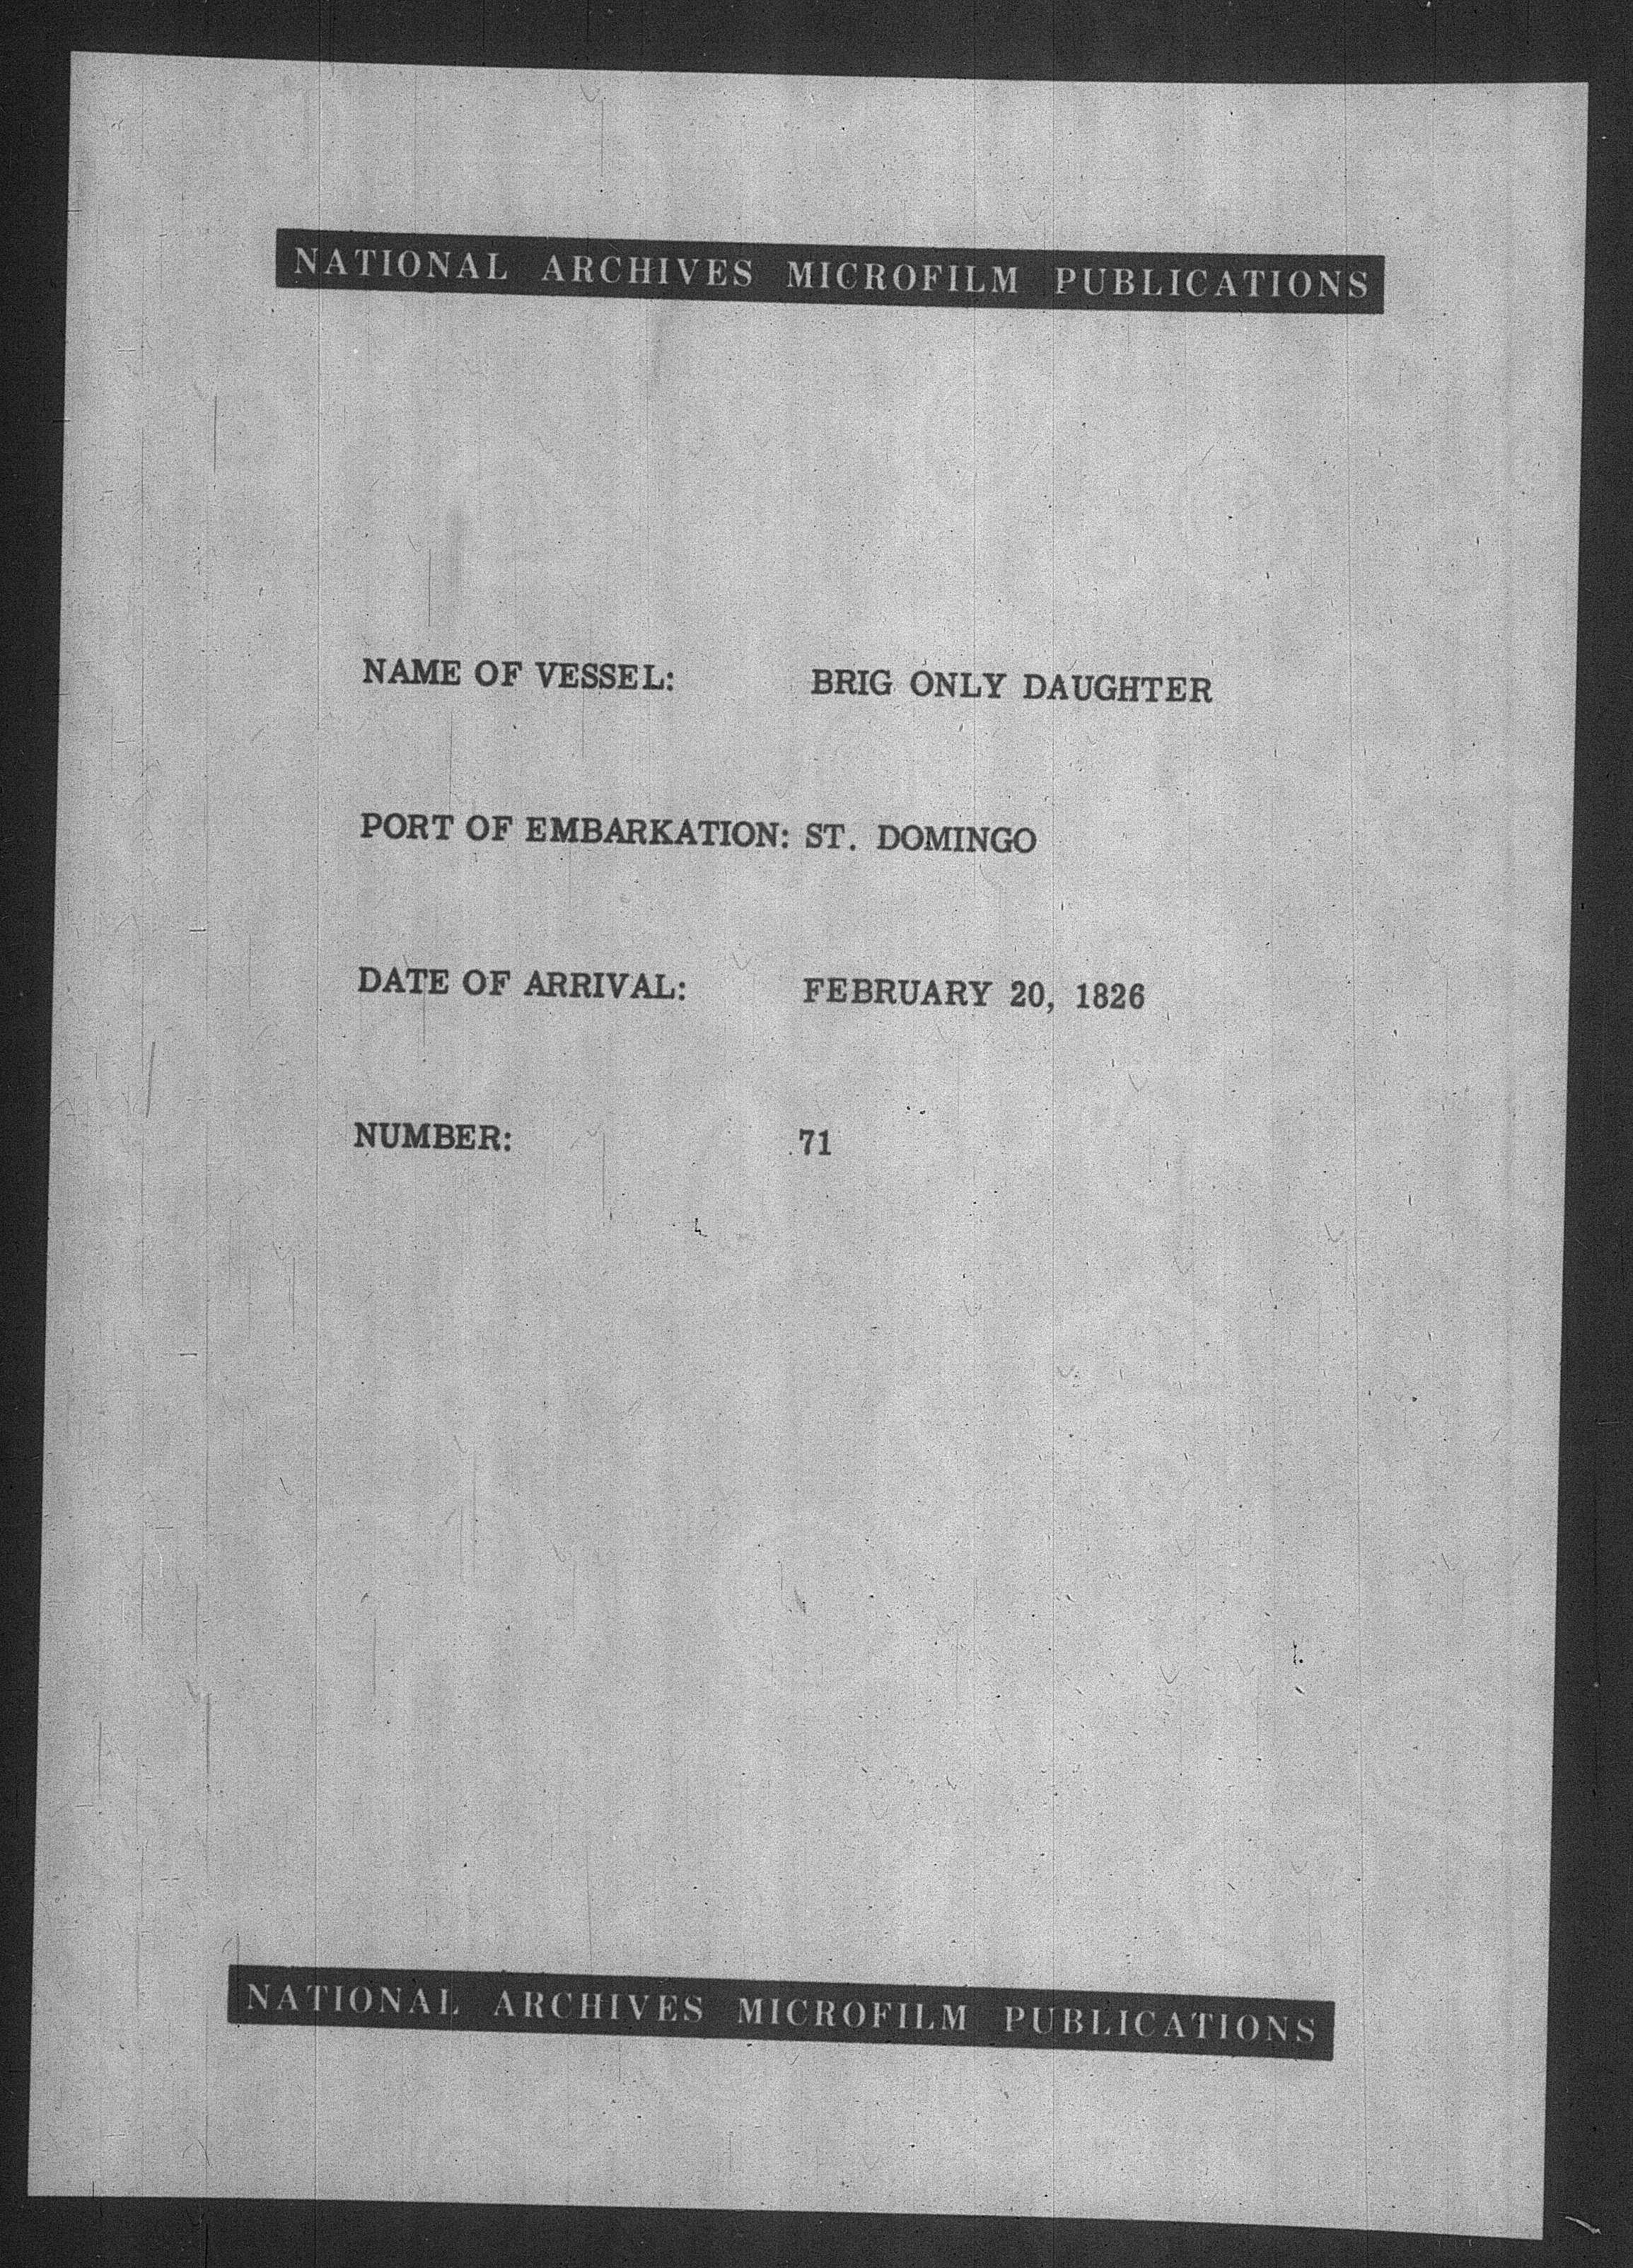 NATIONAL ARCHIVES MICROFILM PUBLICATIONS
NAME OF VESSEL: BRIG ONLY DAUGHTER
PORT OF EMBARKATION: ST. DOMINGO
DATE OF ARRIVAL: FEBRUARY 20, 1826
NUMBER: 71
NATIONAL ARCHIVES MICROFILM PUBLICATIONS